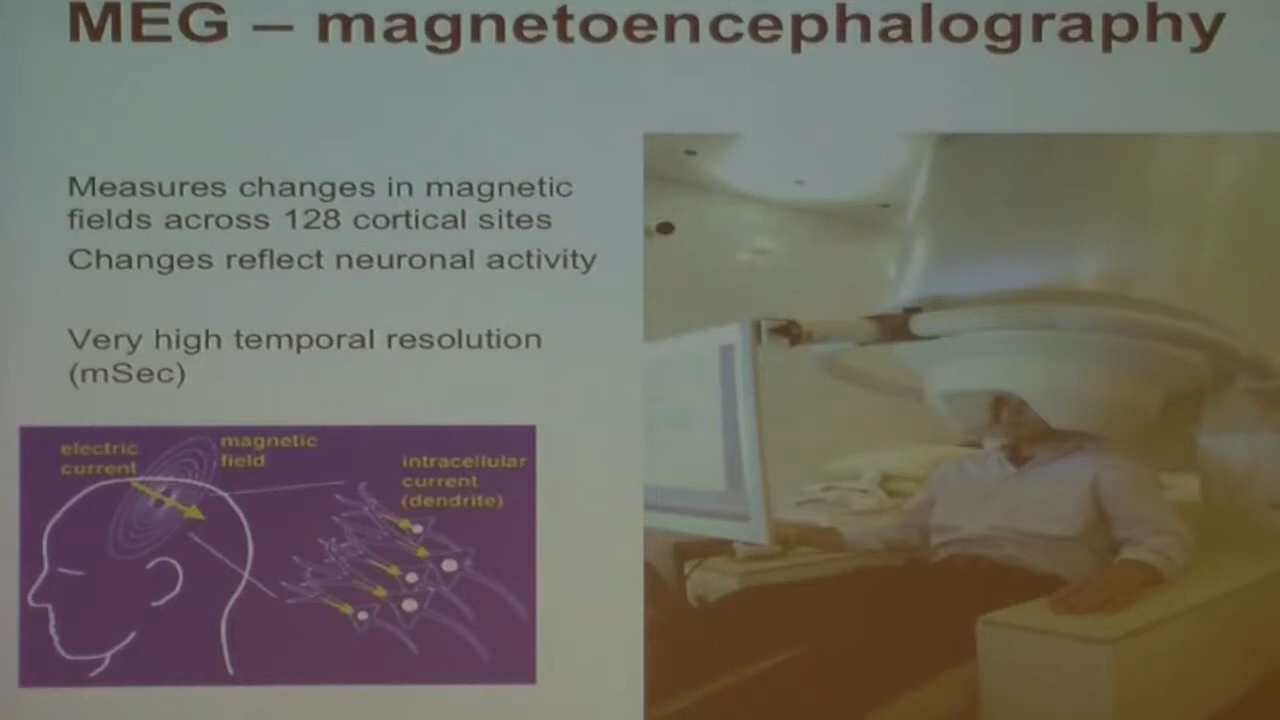 MEG – magnetoencephalography
Measures changes in magnetic
fields across 128 cortical sites
Changes reflect neuronal activity
Very high temporal resolution
(mSec)
electric
current
magnetic
field
intracellular
current
(dendrite)